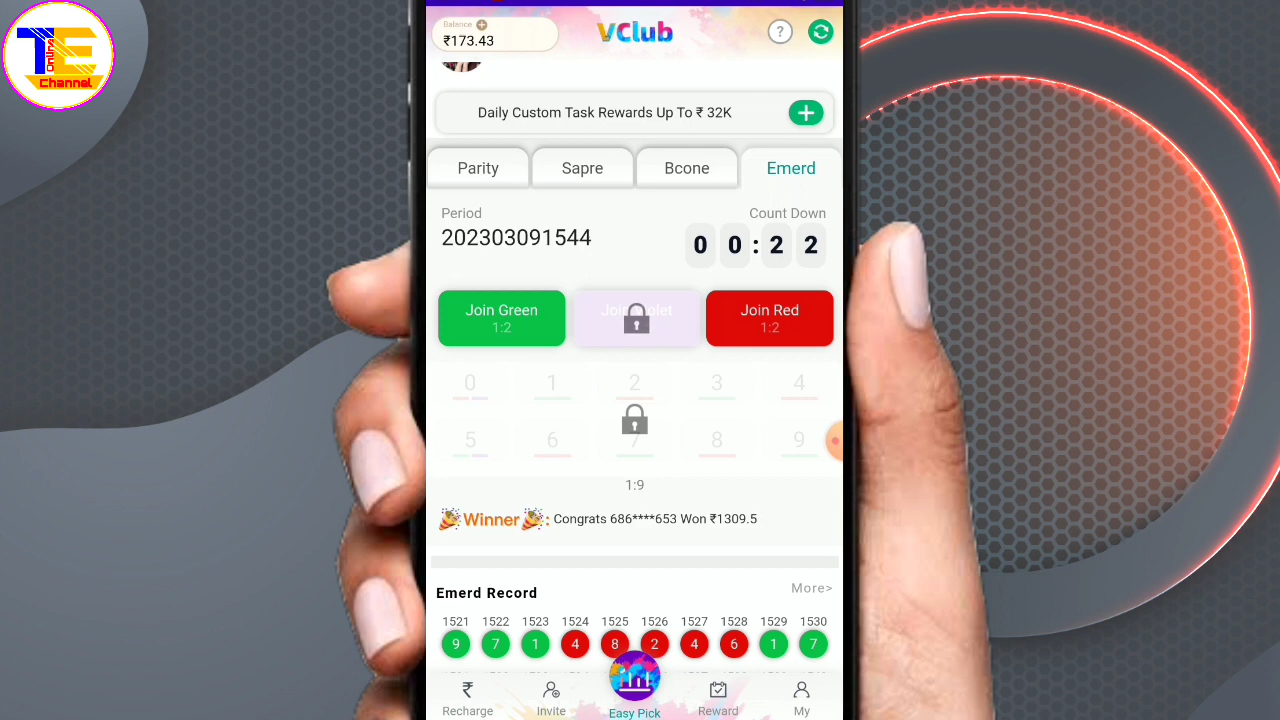 TE
Online
Channel
Balance
₹173.43
VClub
?
Daily Custom Task Rewards Up To ₹ 32K
Parity Sapre Bcone Emerd
Period Count Down
202303091544 00:22
Join Green Join Red
1:2 1:2
0 1 2 3 4
5 6 7 8 9
1:9
Winner : Congrats 686****653 Won ₹1309.5
Emerd Record More>
1521 1522 1523 1524 1525 1526 1527 1528 1529 1530
9 7 1 4 8 2 4 6 1 7
Recharge Invite Easy Pick Reward My